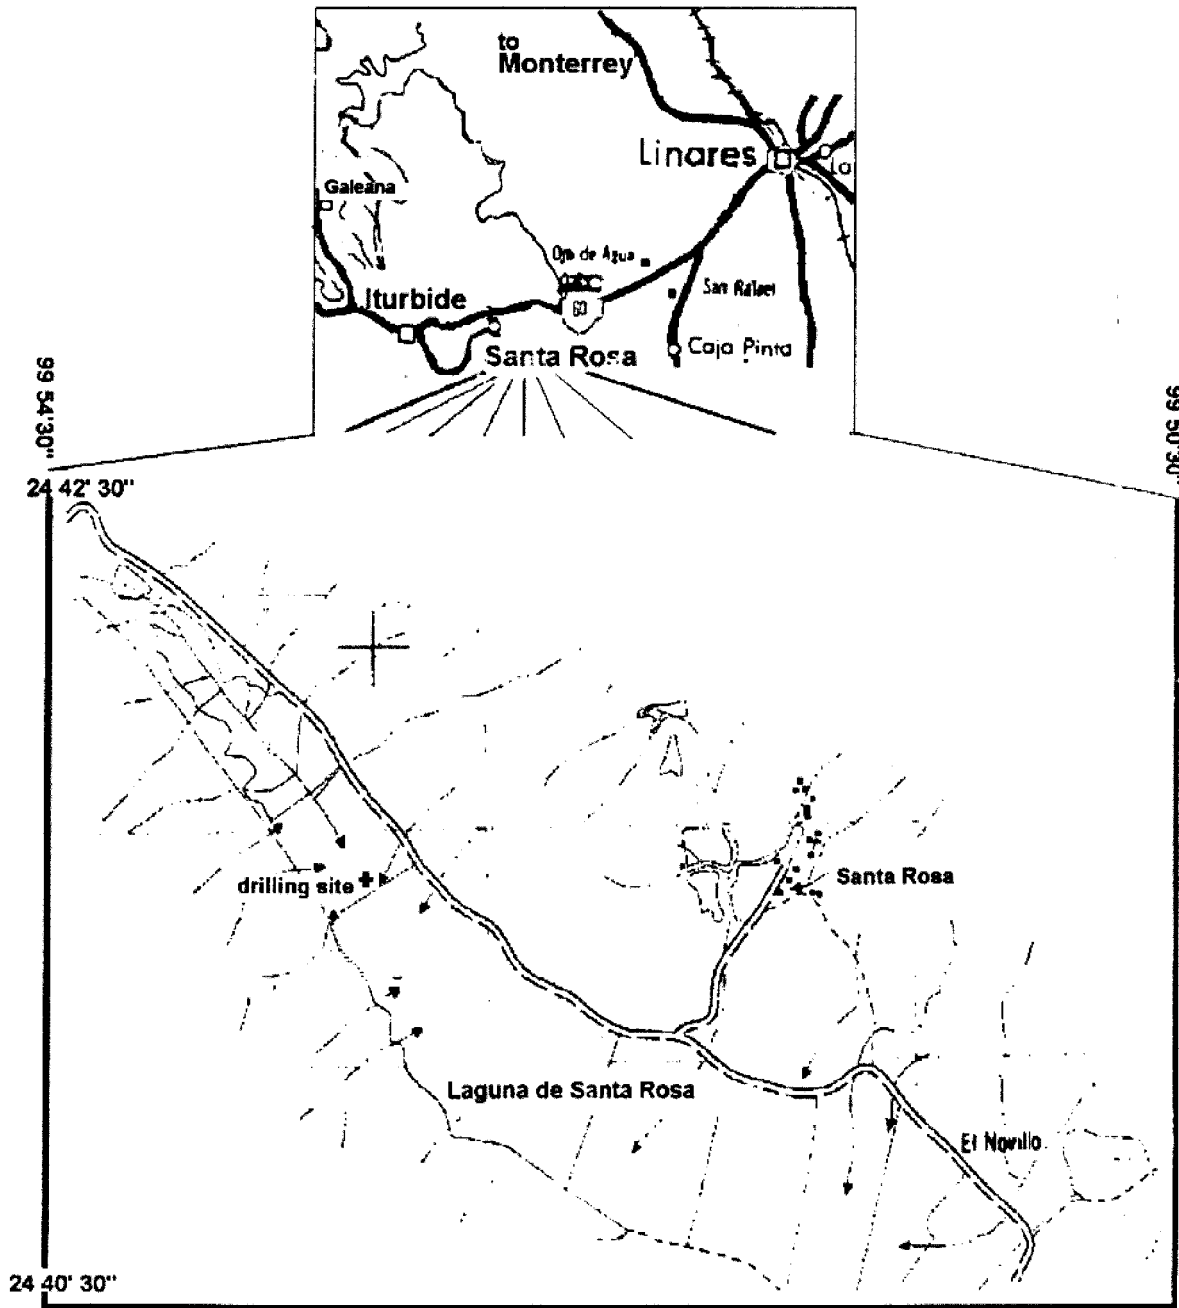 to
Monterrey
Linares
La
Galeana
Ojo de Agua
Iturbide
60
San Rafael
Santa Rosa
Caja Pinta
99 54'30"
99 50'30"
24 42' 30"
drilling site
Santa Rosa
Laguna de Santa Rosa
El Novillo
24 40' 30"